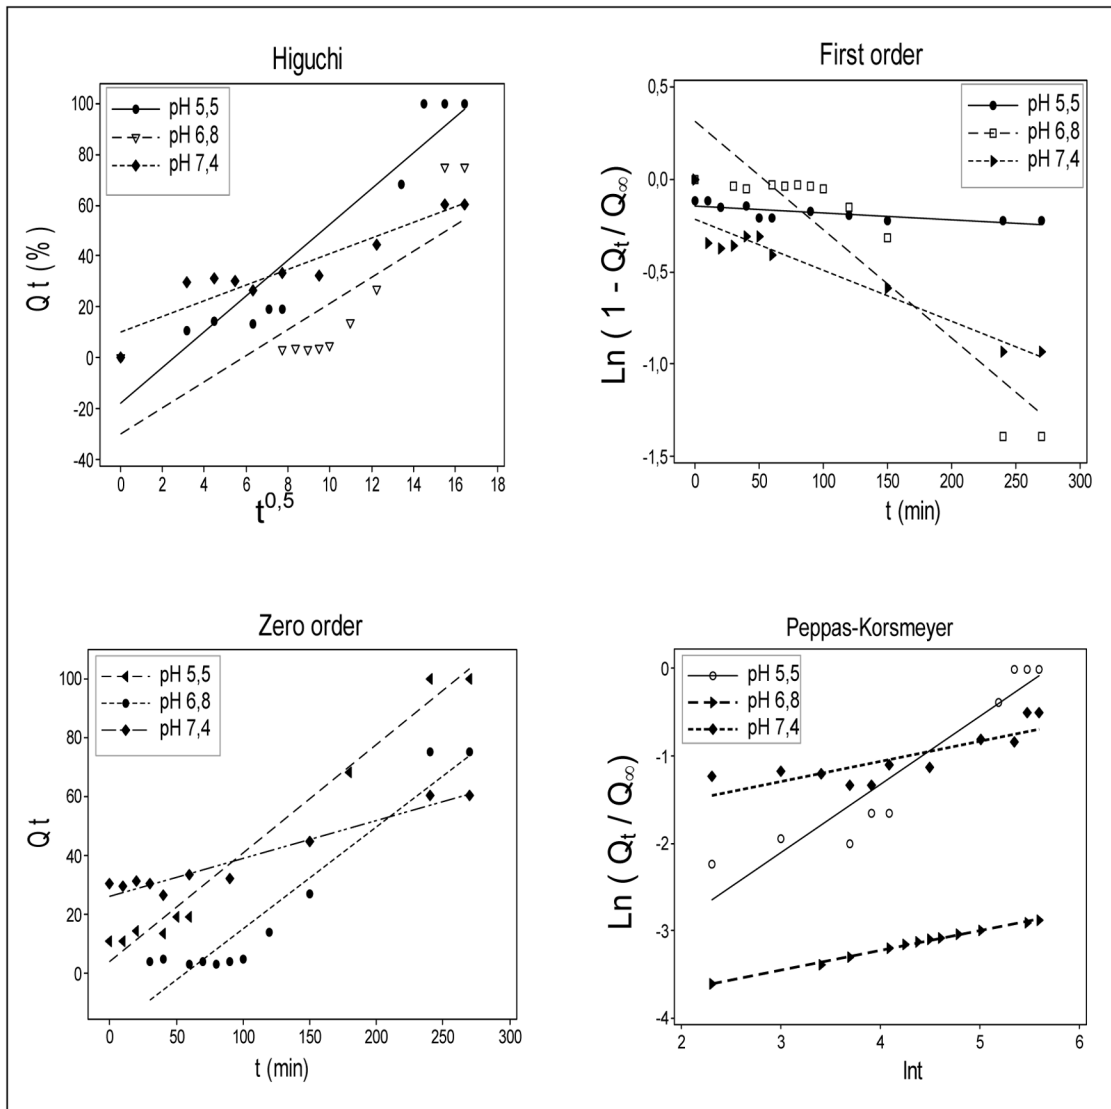 Higuchi
Q t ( % )
100
80
60
40
20
0
-20
-40
pH 5,5
pH 6,8
pH 7,4
0 2 4 6 8 10 12 14 16 18
t0,5
First order
Ln ( 1 - Qt / Q∞)
0,5
0,0
-0,5
-1,0
-1,5
pH 5,5
pH 6,8
pH 7,4
0 50 100 150 200 250 300
t (min)
Zero order
Q t
100
80
60
40
20
0
pH 5,5
pH 6,8
pH 7,4
0 50 100 150 200 250 300
t (min)
Peppas-Korsmeyer
Ln ( Qt / Q∞)
0
-1
-2
-3
-4
pH 5,5
pH 6,8
pH 7,4
2 3 4 5 6
lnt